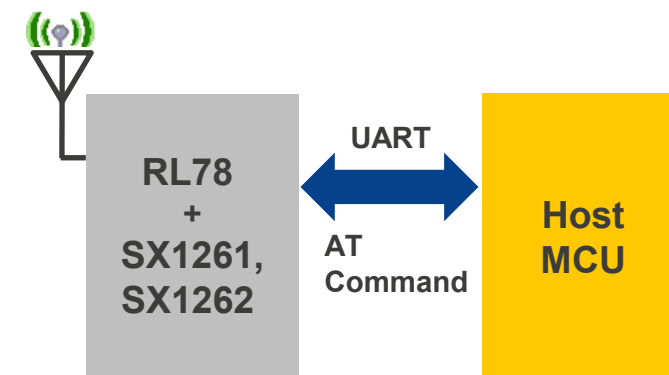 RL78
+
SX1261,
SX1262
UART
AT
Command
Host
MCU